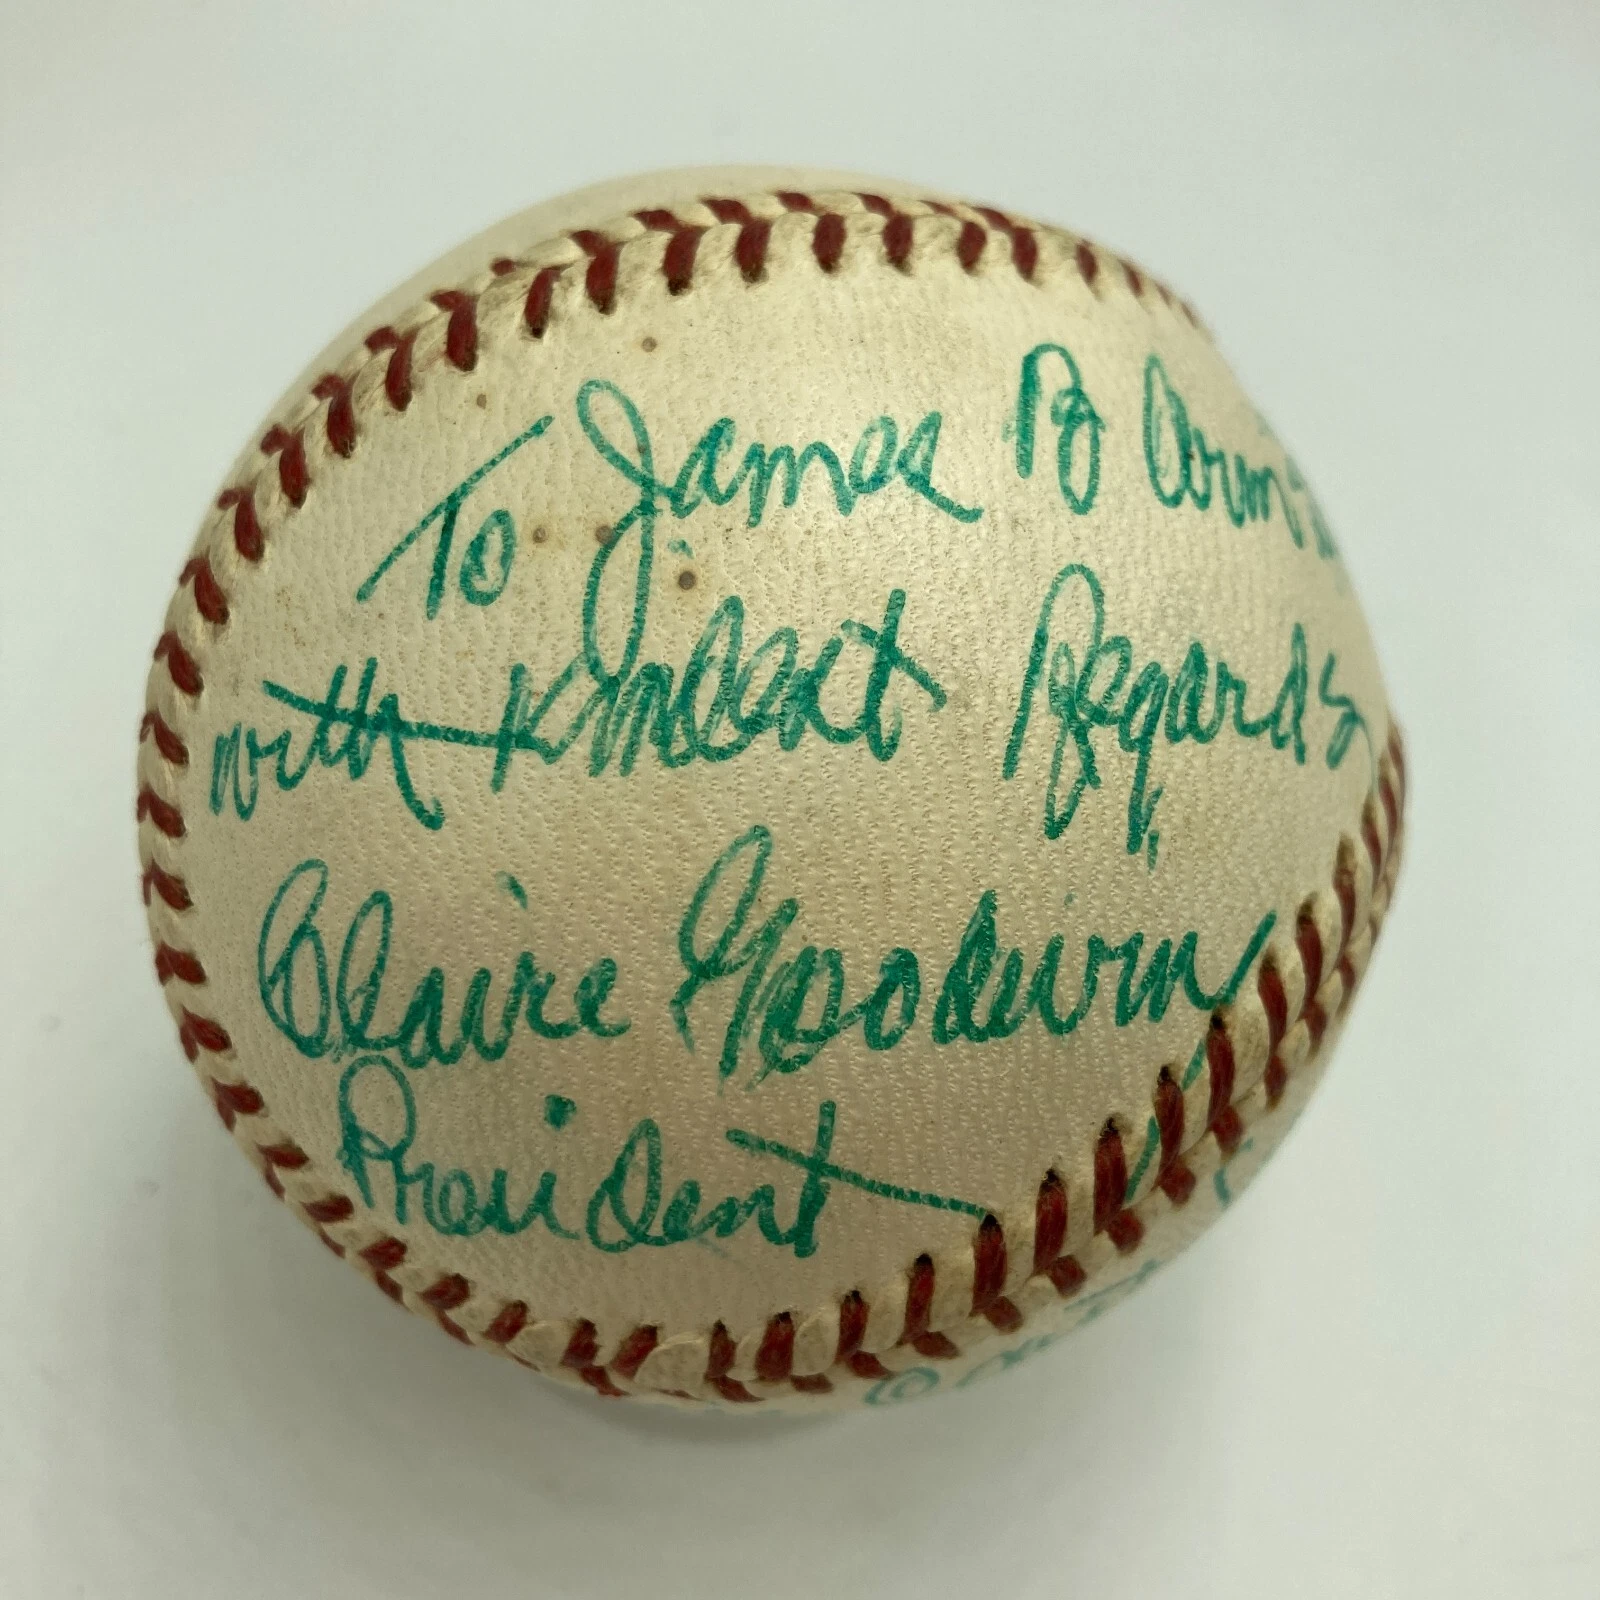 To James B
with Kindest Regards
Claire Goodwin
President